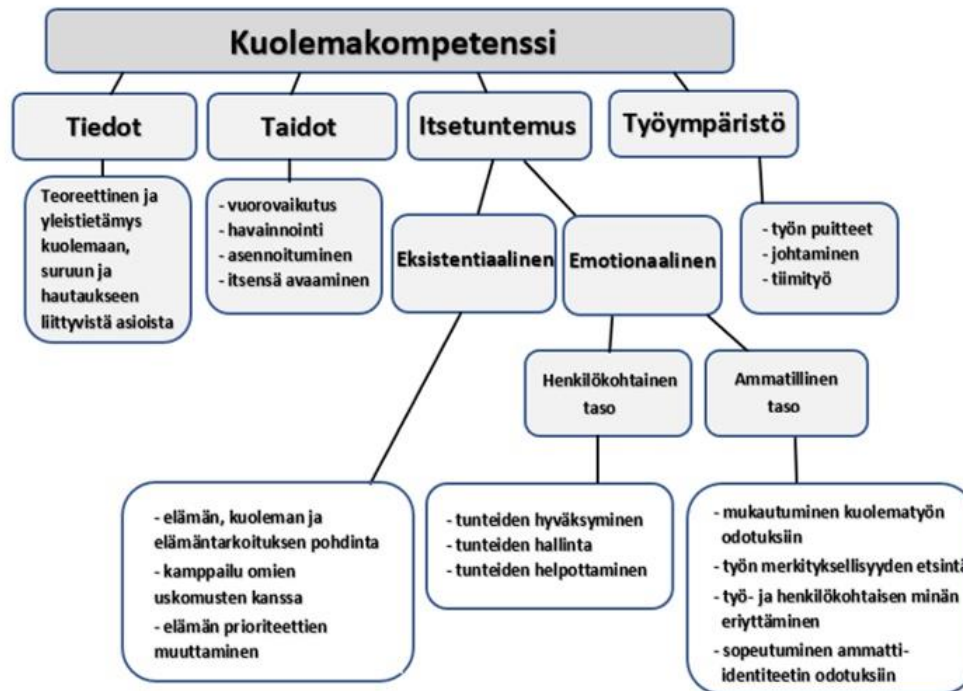 Kuolemakompetenssi
Tiedot
Taidot
Itsetuntemus
Työympäristö
Teoreettinen ja
yleistietämys
kuolemaan,
suruun ja
hautaukseen
liittyvistä asioista
- vuorovaikutus
- havainnointi
- asennoituminen
- itsensä avaaminen
Eksistentiaalinen
Emotionaalinen
- työn puitteet
- johtaminen
- tiimityö
Henkilökohtainen
taso
Ammatillinen
taso
- elämän, kuoleman ja
elämäntarkoituksen pohdinta
- kamppailu omien
uskomusten kanssa
- elämän prioriteettien
muuttaminen
- tunteiden hyväksyminen
- tunteiden hallinta
- tunteiden helpottaminen
- mukautuminen kuolematyön
odotuksiin
- työn merkityksellisyyden etsintä
- työ- ja henkilökohtaisen minän
eriyttäminen
- sopeutuminen ammatti-
identiteetin odotuksiin